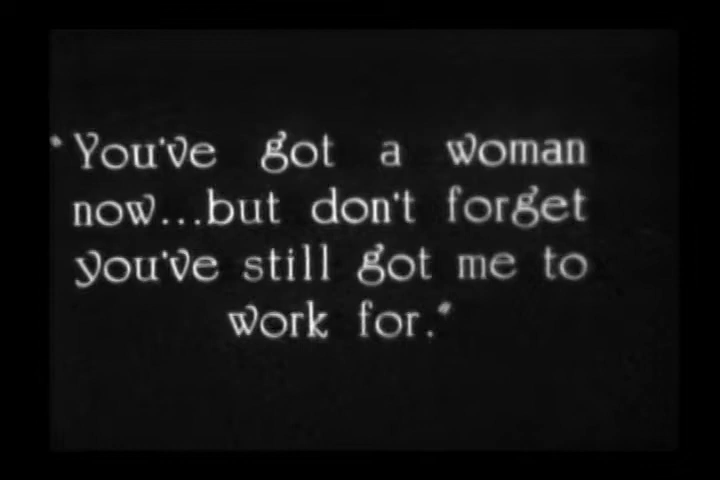 "You've got a woman
now...but don't forget
you've still got me to
work for."